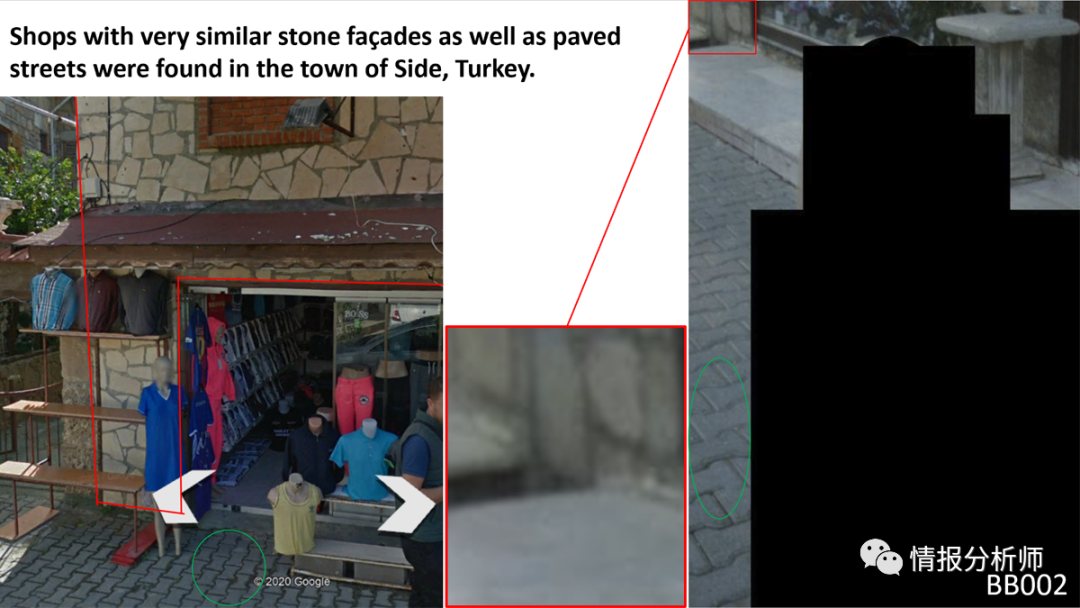 Shops with very similar stone façades as well as paved
streets were found in the town of Side, Turkey.
© 2020 Google
情报分析师
BB002